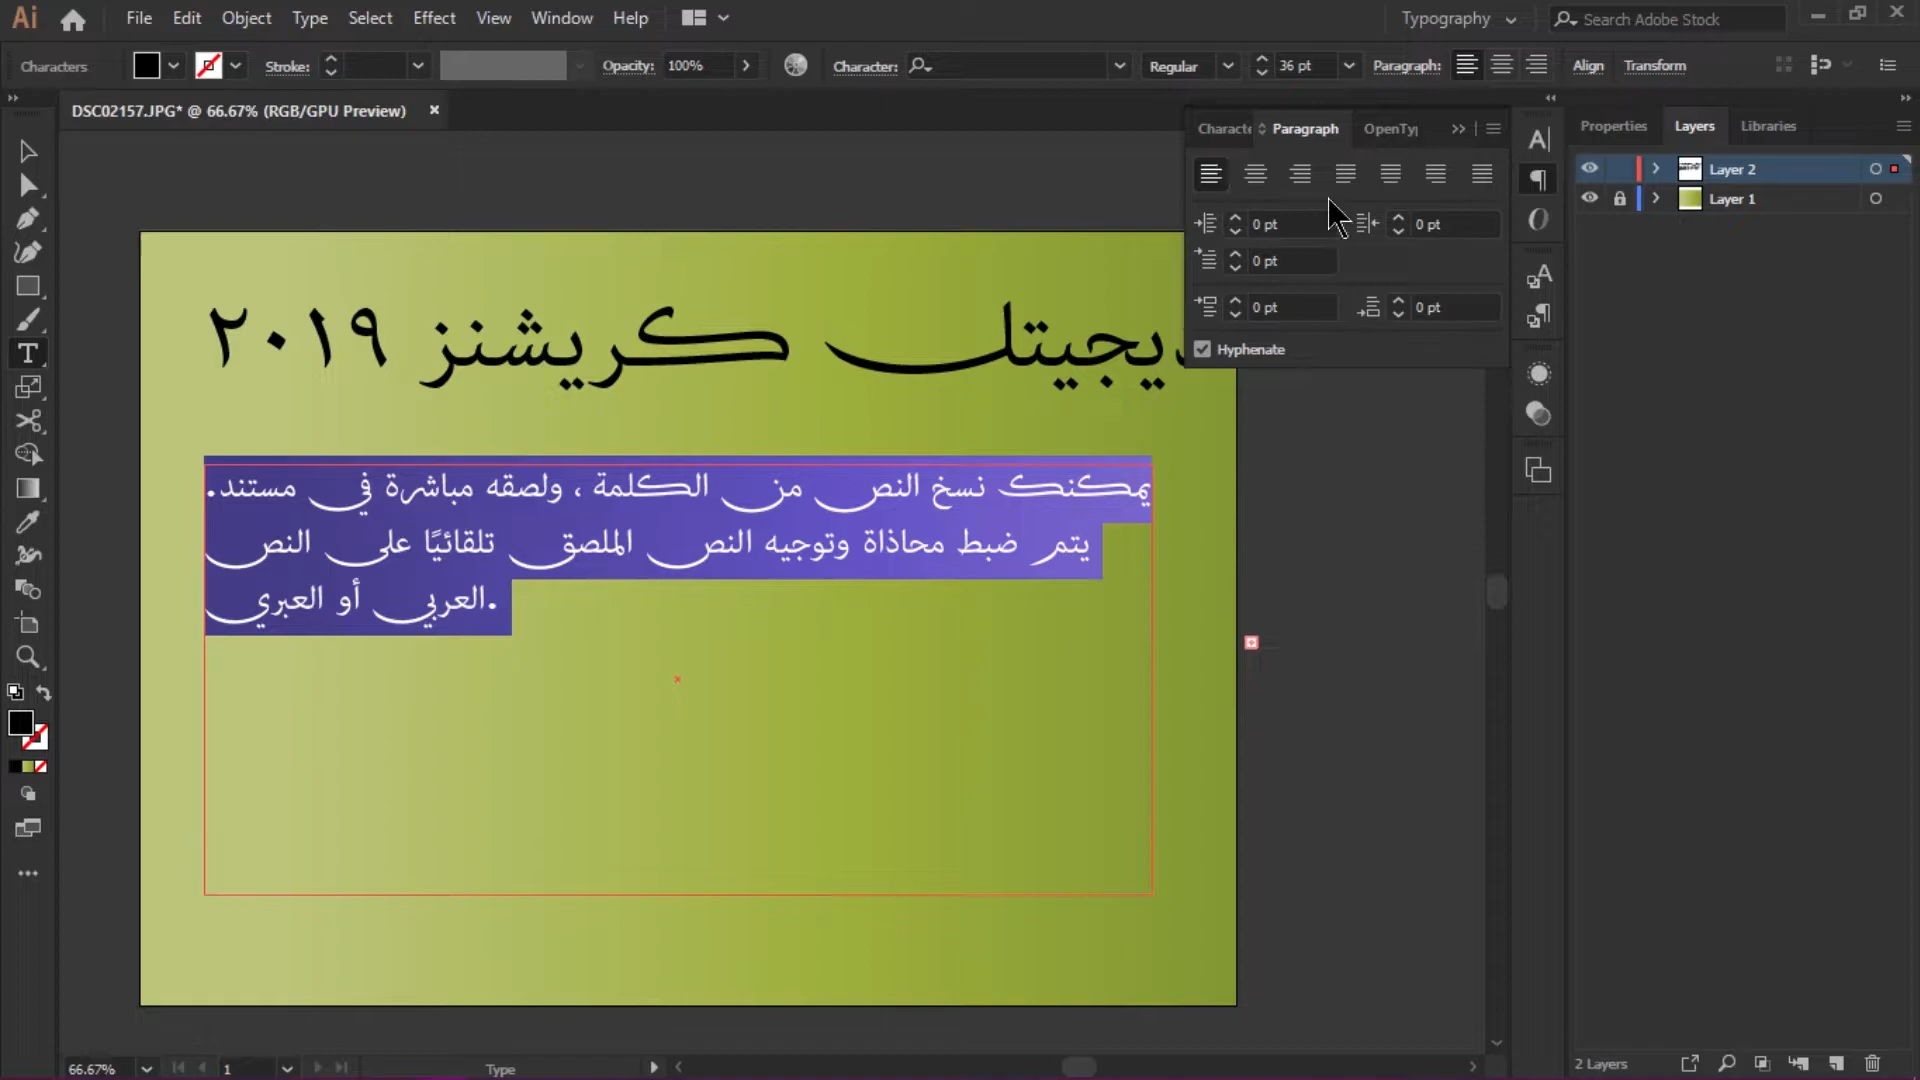 Ai
File Edit Object Type Select Effect View Window Help
Typography
Search Adobe Stock
Characters
Stroke:
Opacity: 100%
Character:
Regular
36 pt
Paragraph:
Align
Transform
DSC02157.JPG* @ 66.67% (RGB/GPU Preview)
Characte
Paragraph
OpenTy
0 pt
0 pt
0 pt
0 pt
0 pt
Hyphenate
Properties Layers Libraries
Layer 2
Layer 1
ديجيتل كريشنز ٢٠١٩
يمكنك نسخ النص من الكلمة ، ولصقه مباشرة في مستند.
يتم ضبط محاذاة وتوجيه النص الملصق تلقائيًا على النص
العربي أو العبري.
66.67%
1
Type
2 Layers